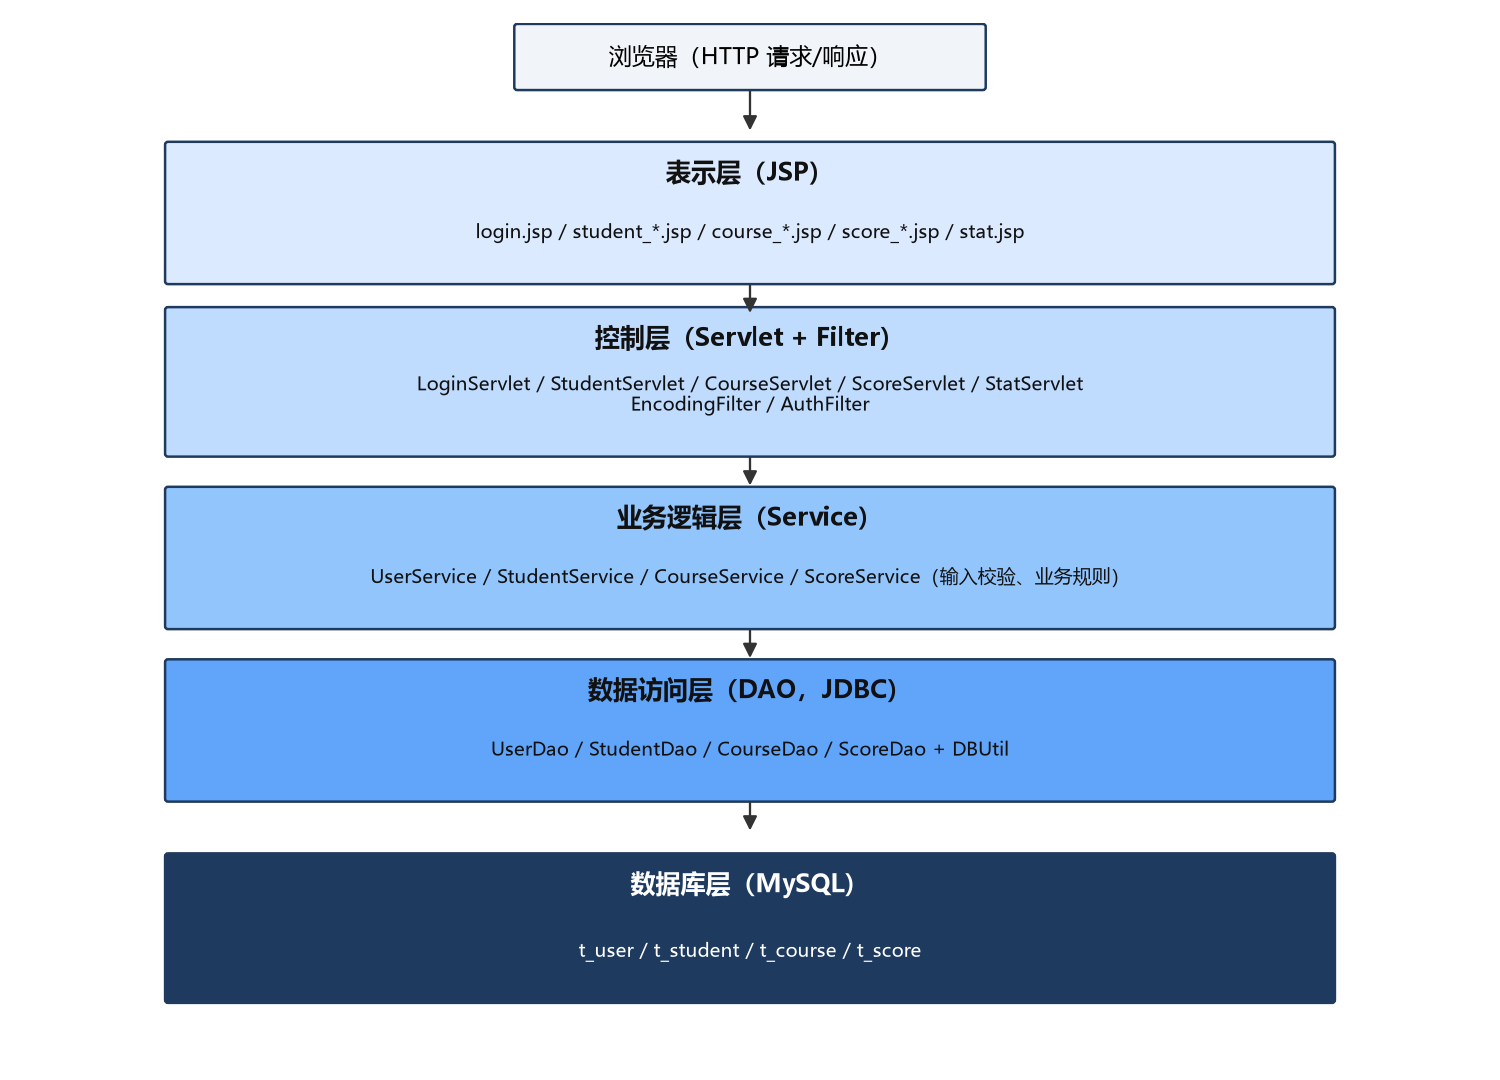 浏览器（HTTP 请求/响应）
表示层（JSP）
login.jsp / student_*.jsp / course_*.jsp / score_*.jsp / stat.jsp
控制层（Servlet + Filter）
LoginServlet / StudentServlet / CourseServlet / ScoreServlet / StatServlet
EncodingFilter / AuthFilter
业务逻辑层（Service）
UserService / StudentService / CourseService / ScoreService（输入校验、业务规则）
数据访问层（DAO，JDBC）
UserDao / StudentDao / CourseDao / ScoreDao + DBUtil
数据库层（MySQL）
t_user / t_student / t_course / t_score